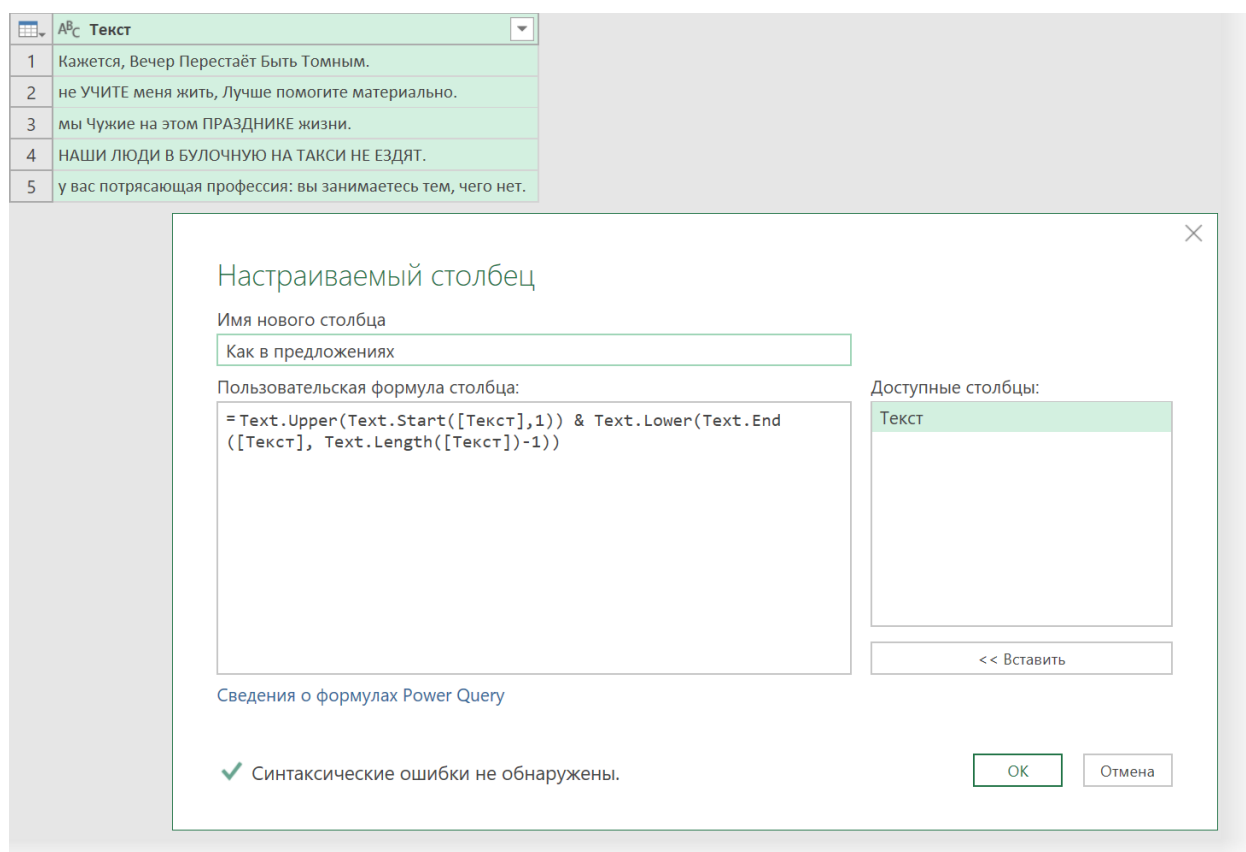 ABC Текст
1 Кажется, Вечер Перестаёт Быть Томным.
2 не УЧИТЕ меня жить, Лучше помогите материально.
3 мы Чужие на этом ПРАЗДНИКЕ жизни.
4 НАШИ ЛЮДИ В БУЛОЧНУЮ НА ТАКСИ НЕ ЕЗДЯТ.
5 у вас потрясающая профессия: вы занимаетесь тем, чего нет.
Настраиваемый столбец
Имя нового столбца
Как в предложениях
Пользовательская формула столбца:
Доступные столбцы:
=Text.Upper(Text.Start([Текст],1)) & Text.Lower(Text.End
([Текст], Text.Length([Текст])-1))
Текст
<< Вставить
Сведения о формулах Power Query
Синтаксические ошибки не обнаружены.
ОК
Отмена